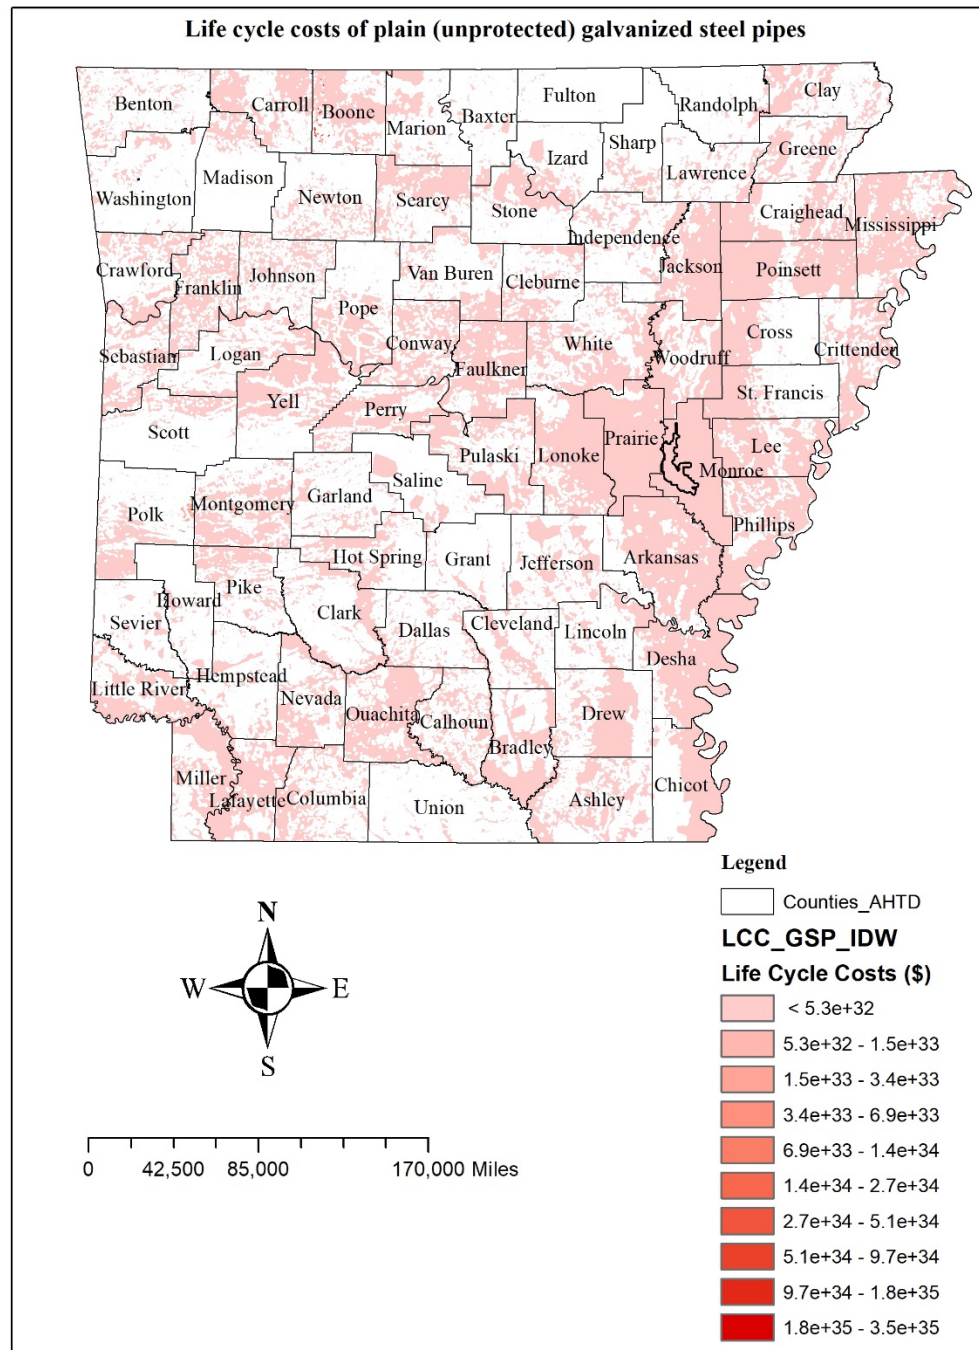 Life cycle costs of plain (unprotected) galvanized steel pipes
Benton
Carroll
Boone
Marion
Baxter
Fulton
Randolph
Clay
Sharp
Izard
Greene
Lawrence
Washington
Madison
Newton
Searcy
Stone
Independence
Craighead
Mississippi
Jackson
Poinsett
Crawford
Franklin
Johnson
Pope
Van Buren
Cleburne
Conway
White
Woodruff
Cross
Crittenden
Sebastian
Logan
Faulkner
Yell
Perry
St. Francis
Scott
Pulaski
Lonoke
Prairie
Lee
Monroe
Saline
Garland
Montgomery
Polk
Phillips
Hot Spring
Grant
Jefferson
Arkansas
Pike
Howard
Sevier
Clark
Dallas
Cleveland
Lincoln
Desha
Hempstead
Little River
Nevada
Ouachita
Calhoun
Drew
Bradley
Miller
Lafayette
Columbia
Union
Ashley
Chicot
Legend
Counties_AHTD
LCC_GSP_IDW
Life Cycle Costs ($)
< 5.3e+32
5.3e+32 - 1.5e+33
1.5e+33 - 3.4e+33
3.4e+33 - 6.9e+33
6.9e+33 - 1.4e+34
1.4e+34 - 2.7e+34
2.7e+34 - 5.1e+34
5.1e+34 - 9.7e+34
9.7e+34 - 1.8e+35
1.8e+35 - 3.5e+35
N
W
E
S
0 42,500 85,000 170,000 Miles